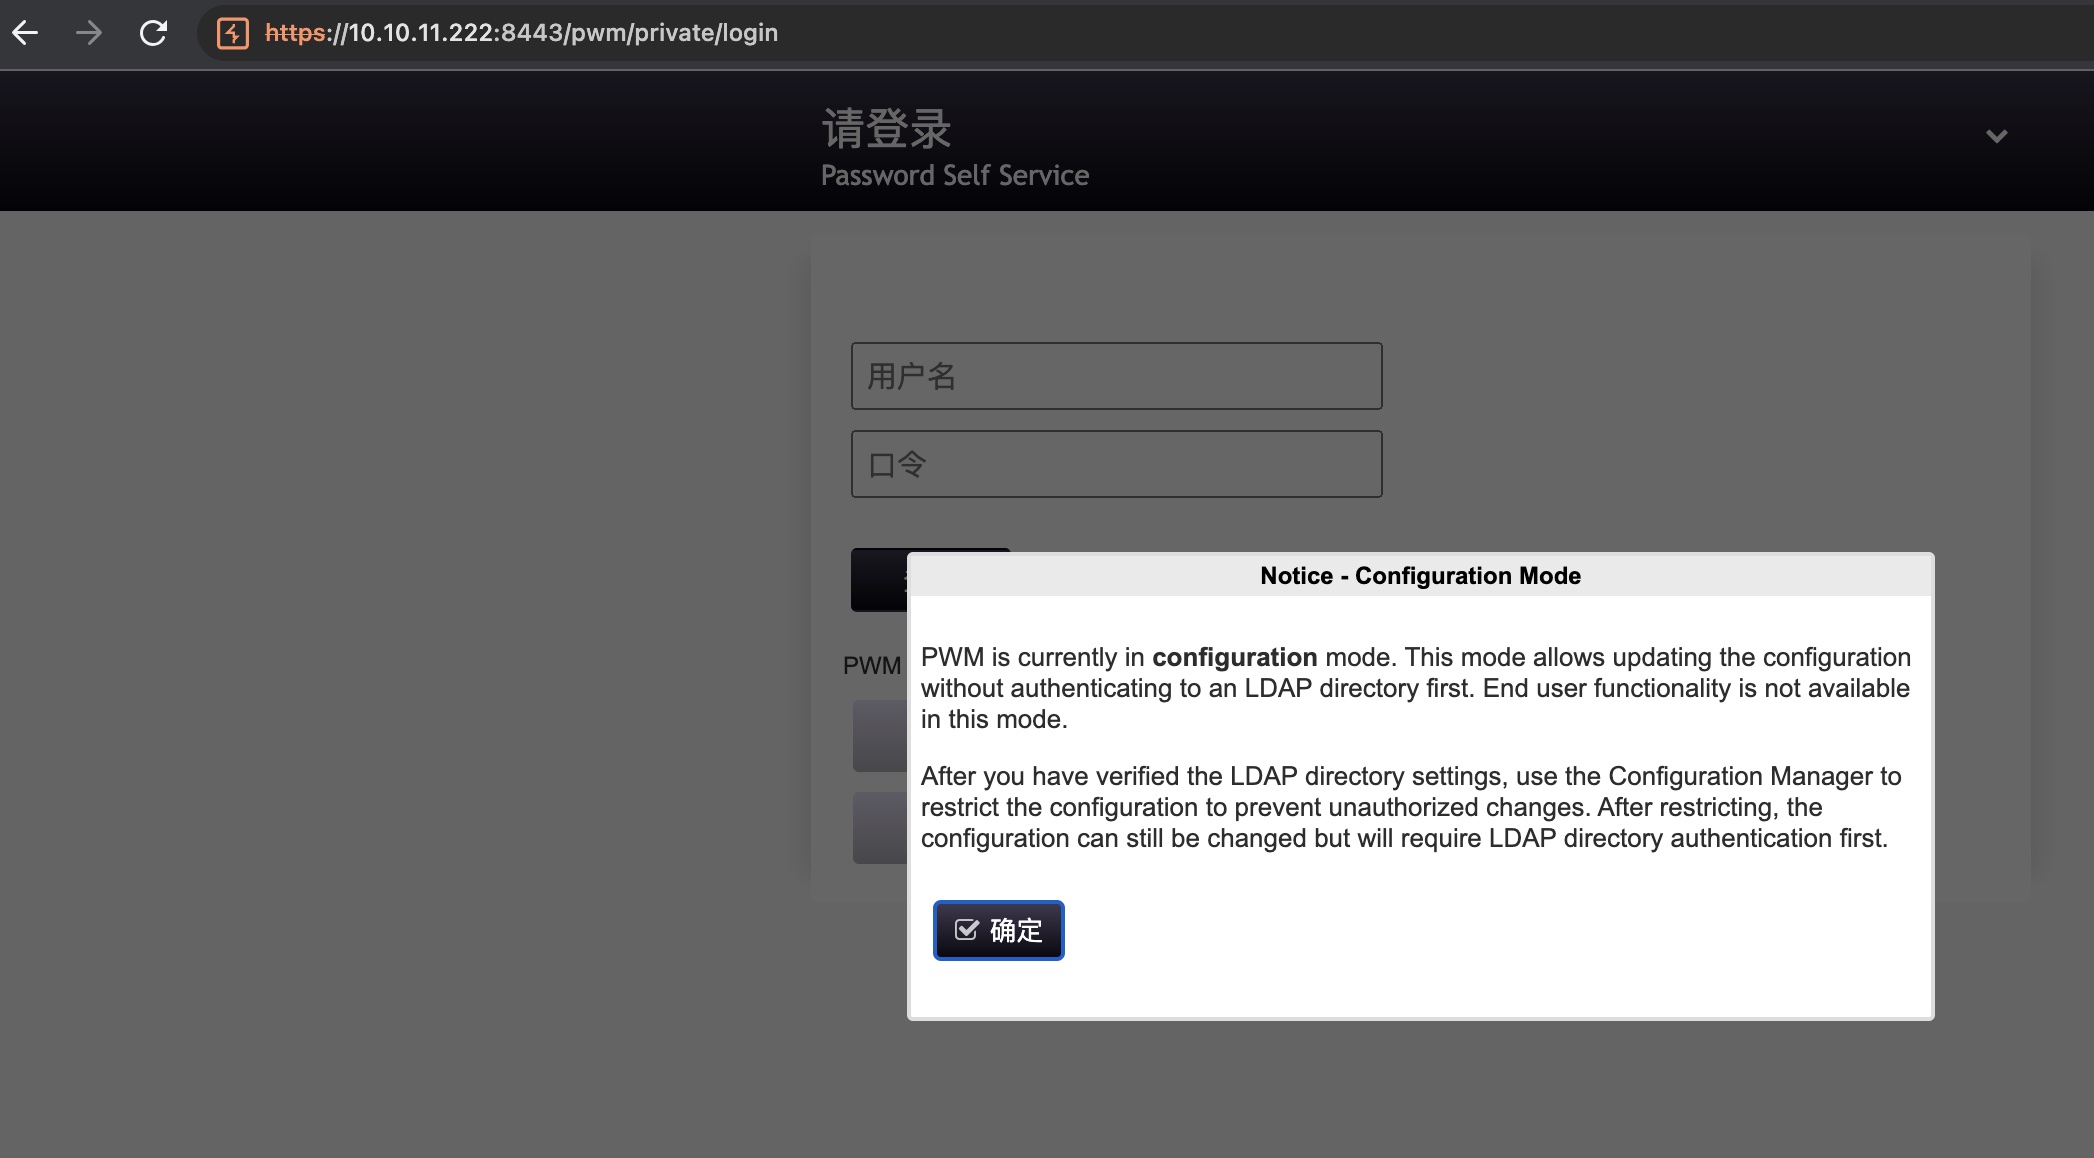 https://10.10.11.222:8443/pwm/private/login
请登录
Password Self Service
用户名
口令
PWM
Notice - Configuration Mode
PWM is currently in configuration mode. This mode allows updating the configuration
without authenticating to an LDAP directory first. End user functionality is not available
in this mode.
After you have verified the LDAP directory settings, use the Configuration Manager to
restrict the configuration to prevent unauthorized changes. After restricting, the
configuration can still be changed but will require LDAP directory authentication first.
确定